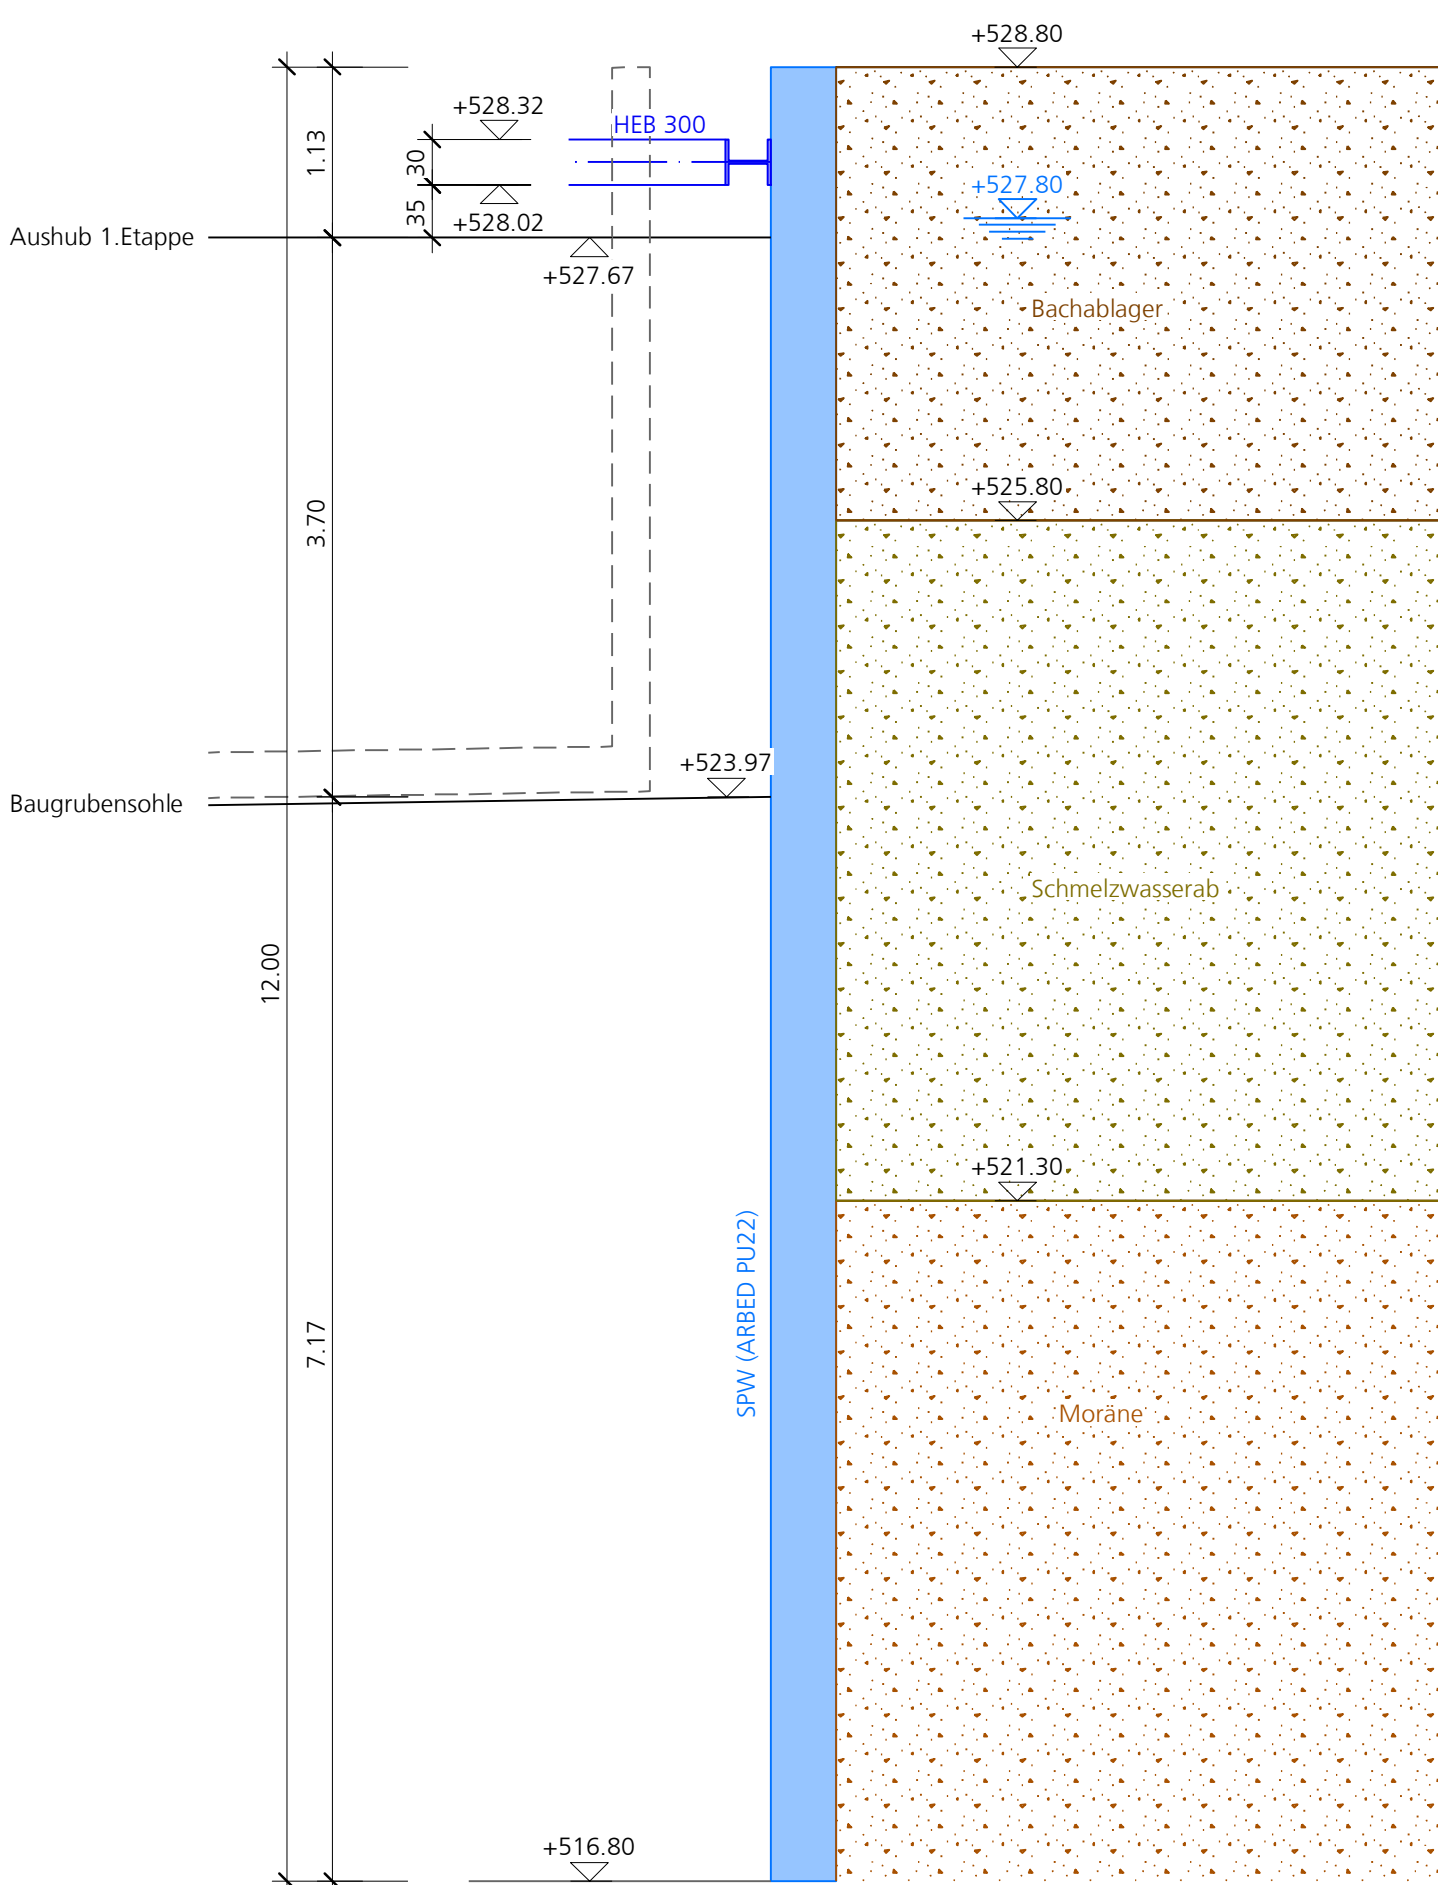 +528.80
+528.32
HEB 300
1.13
30
+527.80
35
+528.02
Aushub 1.Etappe
+527.67
Bachablager
+525.80
3.70
+523.97
Baugrubensohle
Schmelzwasserab
12.00
+521.30
SPW (ARBED PU22)
7.17
Moräne
+516.80